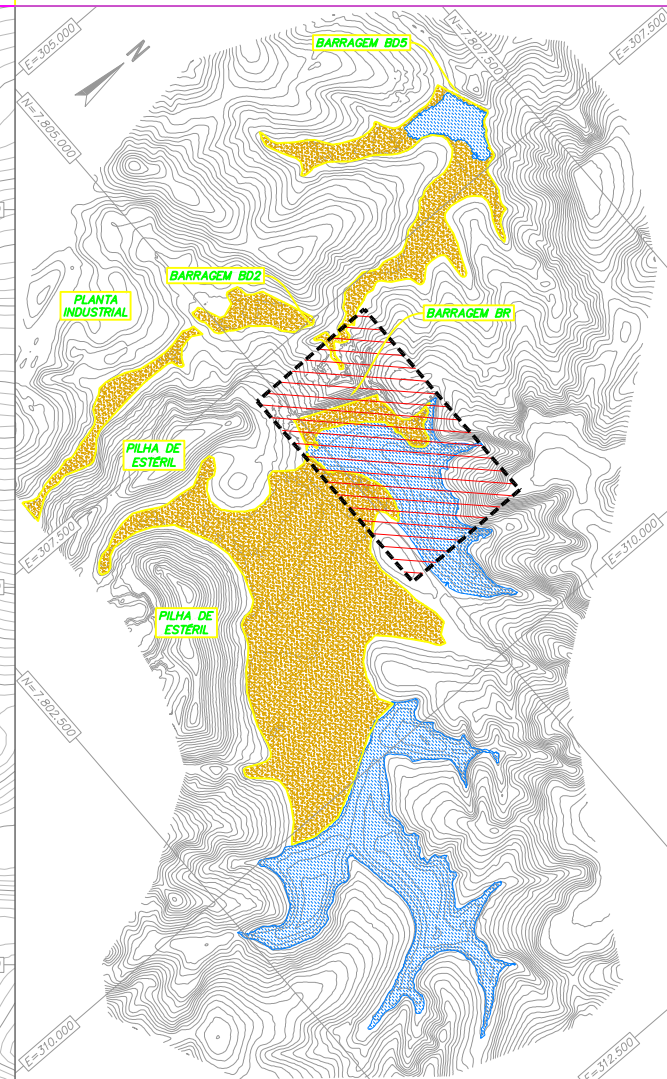 E=305.000
N
N=7.807.500
E=307.500
BARRAGEM BD5
N=7.805.000
BARRAGEM BD2
PLANTA
INDUSTRIAL
BARRAGEM BR
PILHA DE
ESTÉRIL
E=307.500
E=310.000
PILHA DE
ESTÉRIL
N=7.802.500
E=310.000
E=312.500